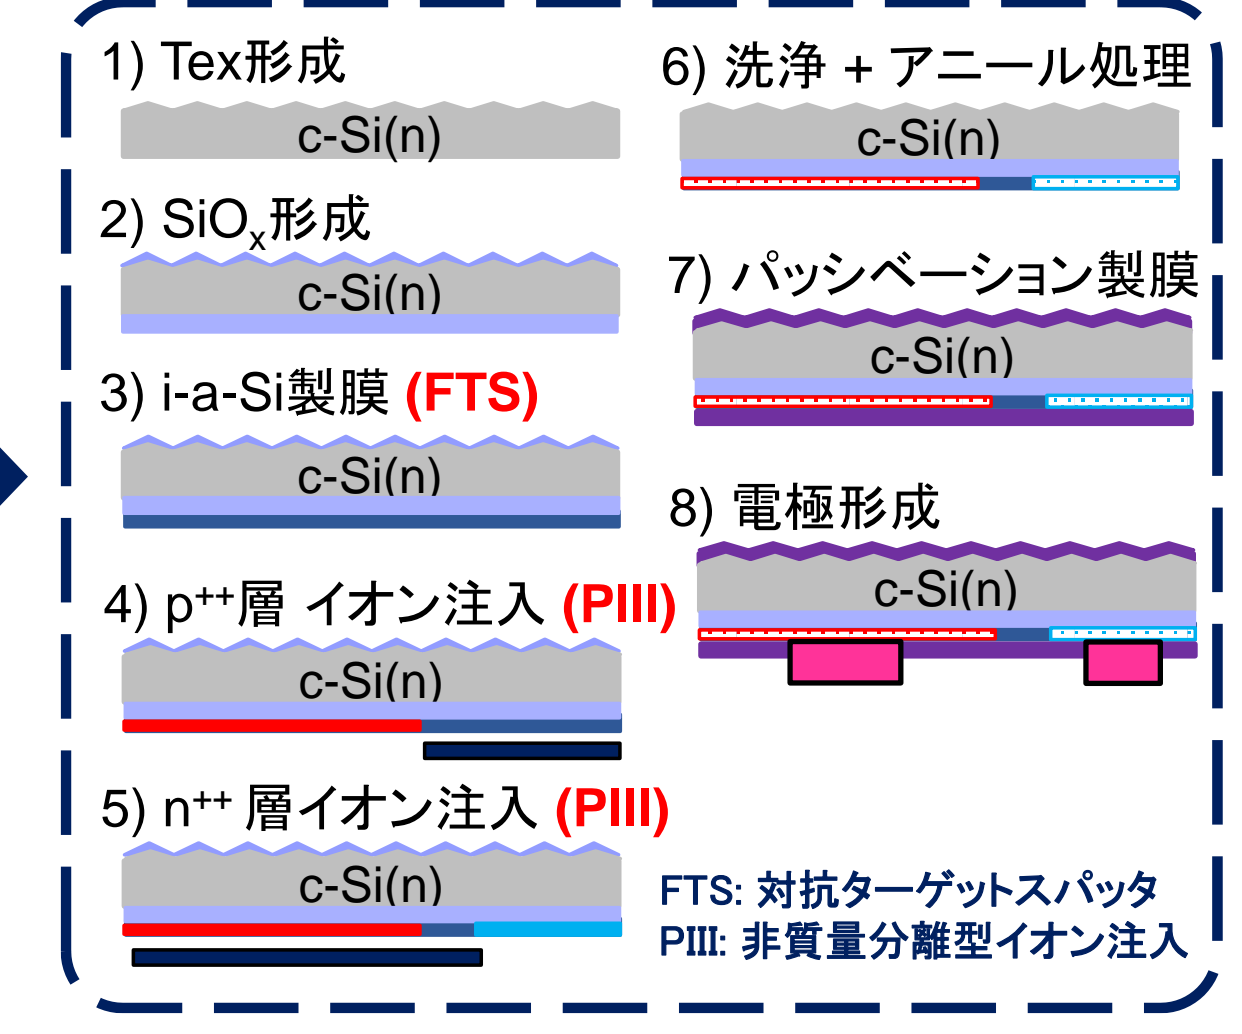 1) Tex形成
c-Si(n)
2) SiOx形成
c-Si(n)
3) i-a-Si製膜 (FTS)
c-Si(n)
4) p++層 イオン注入 (PIII)
c-Si(n)
5) n++ 層イオン注入 (PIII)
c-Si(n)
6) 洗浄 + アニール処理
c-Si(n)
7) パッシベーション製膜
c-Si(n)
8) 電極形成
c-Si(n)
FTS: 対抗ターゲットスパッタ
PIII: 非質量分離型イオン注入